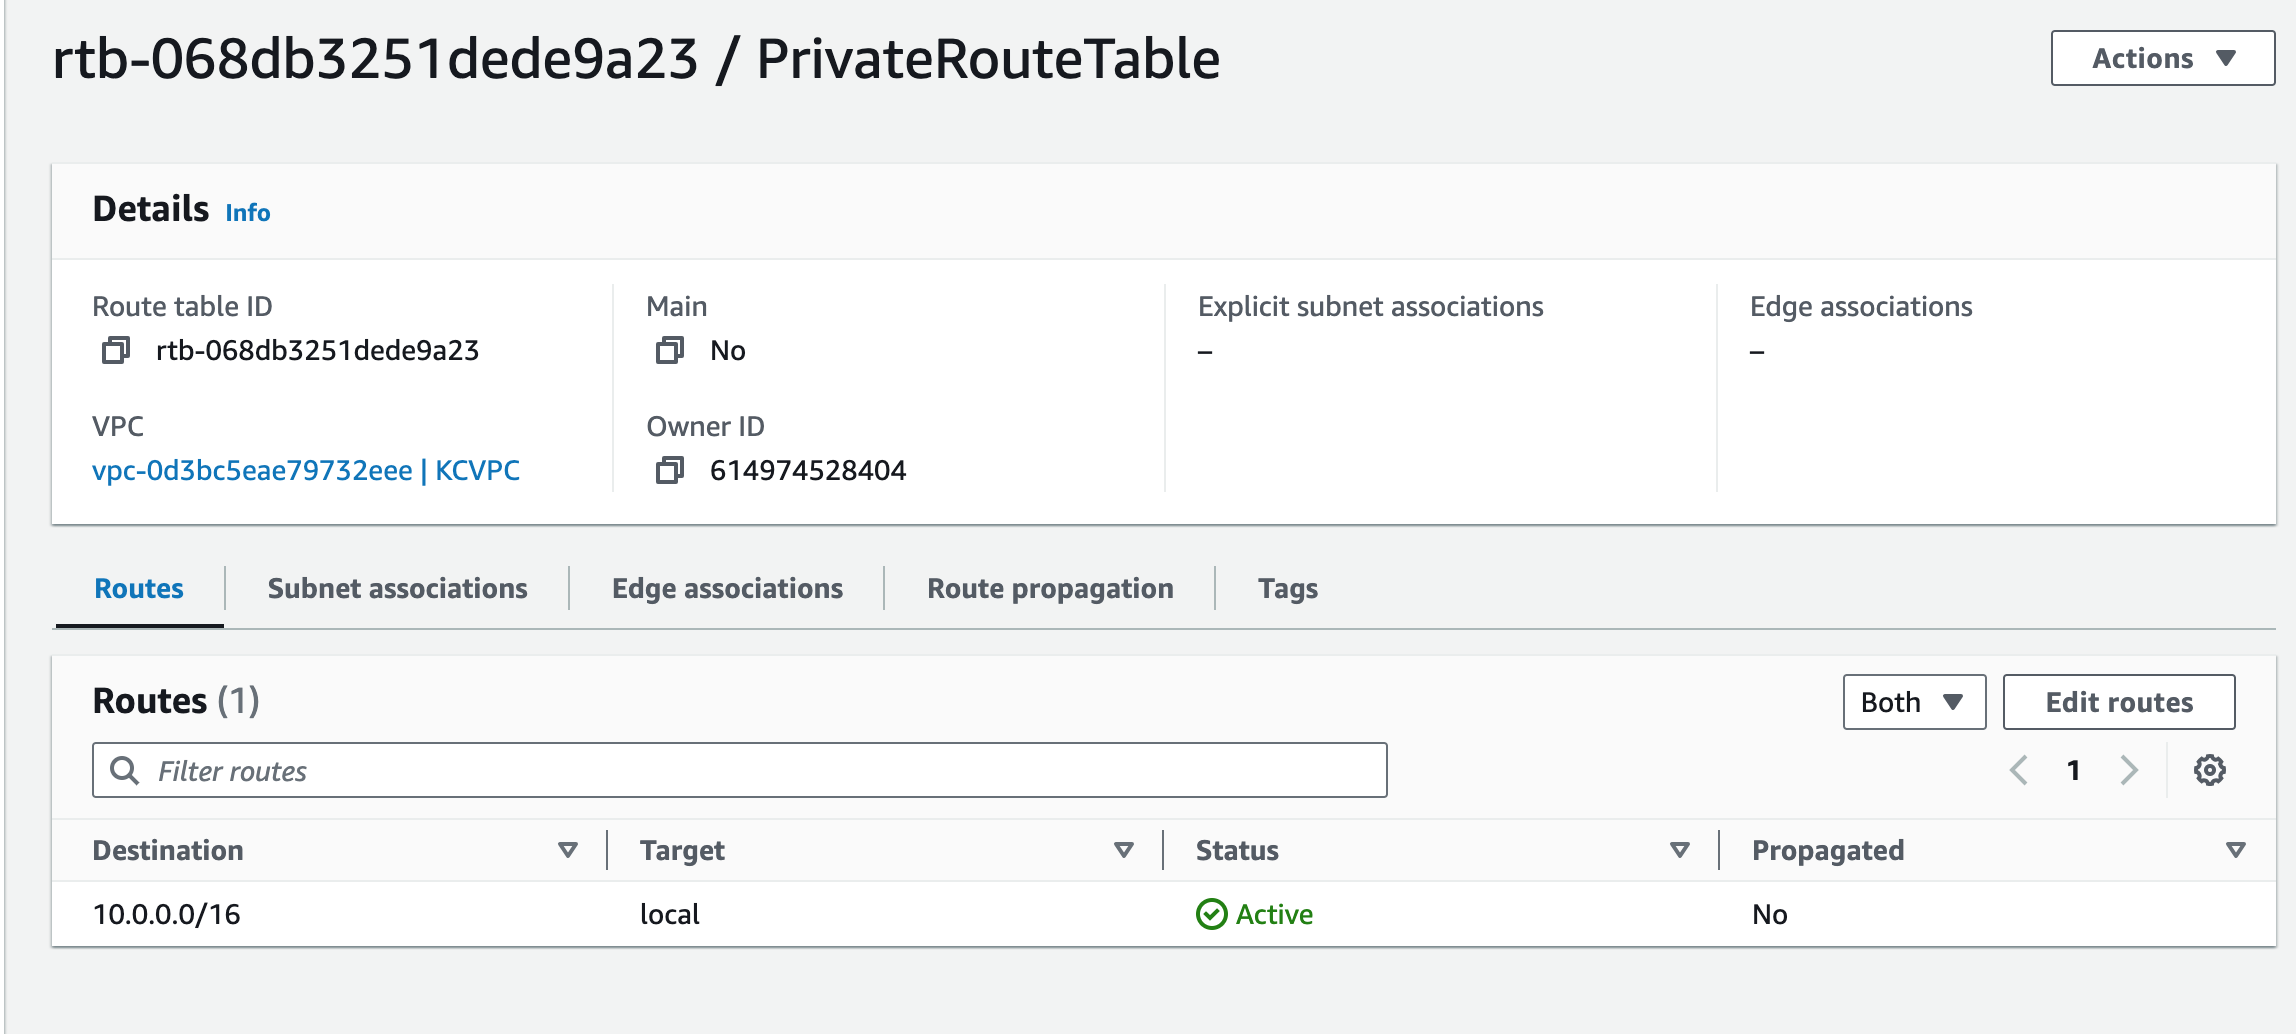 rtb-068db3251dede9a23 / PrivateRouteTable
Actions
Details Info
Route table ID
rtb-068db3251dede9a23
Main
No
Explicit subnet associations
–
Edge associations
–
VPC
vpc-0d3bc5eae79732eee | KCVPC
Owner ID
614974528404
Routes Subnet associations Edge associations Route propagation Tags
Routes (1)
Both Edit routes
Filter routes
1
Destination Target Status Propagated
10.0.0.0/16 local Active No